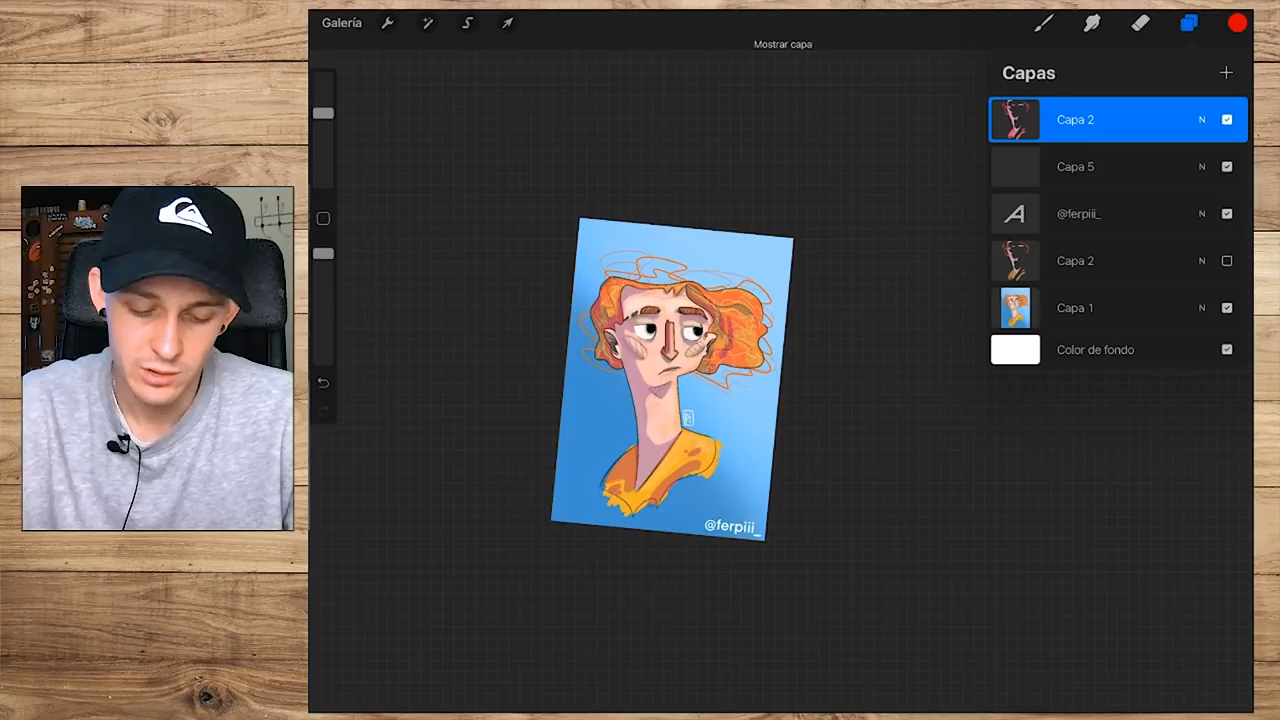 Galería
Mostrar capa
Capas
Capa 2 N
Capa 5 N
@ferpiii_ N
Capa 2 N
Capa 1 N
Color de fondo
@ferpiii_